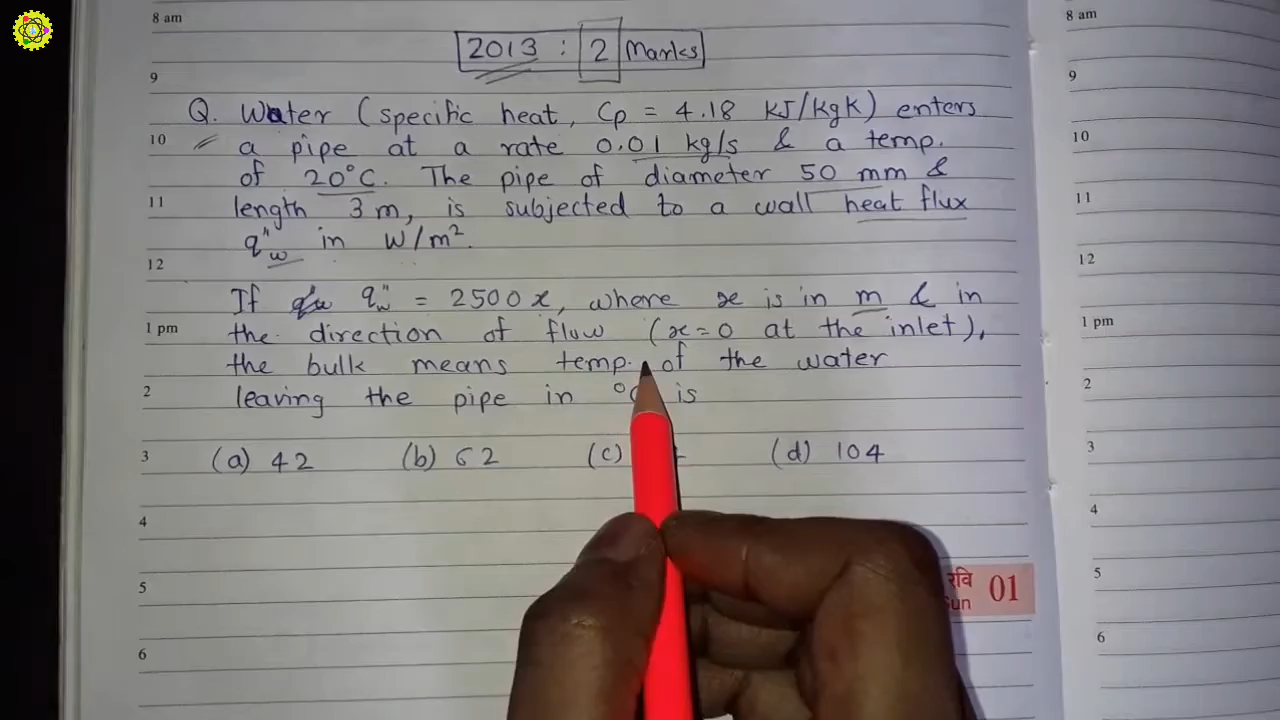 8 am
8 am
2013 : 2 Marks
9
9
Q. Water (specific heat, Cp = 4.18 kJ/kgK) enters
10
10
a pipe at a rate 0.01 kg/s & a temp.
of 20°C. The pipe of diameter 50 mm &
11
11
length 3 m, is subjected to a wall heat flux
q"w in W/m².
12
12
If q"w = 2500 x, where x is in m & in
1 pm
1 pm
the direction of flow (x=0 at the inlet),
the bulk means temp. of the water
2
2
leaving the pipe in is
3
3
(a) 42 (b) 62 (c) (d) 104
4
4
5
5
रवि 01
Sun
6
6